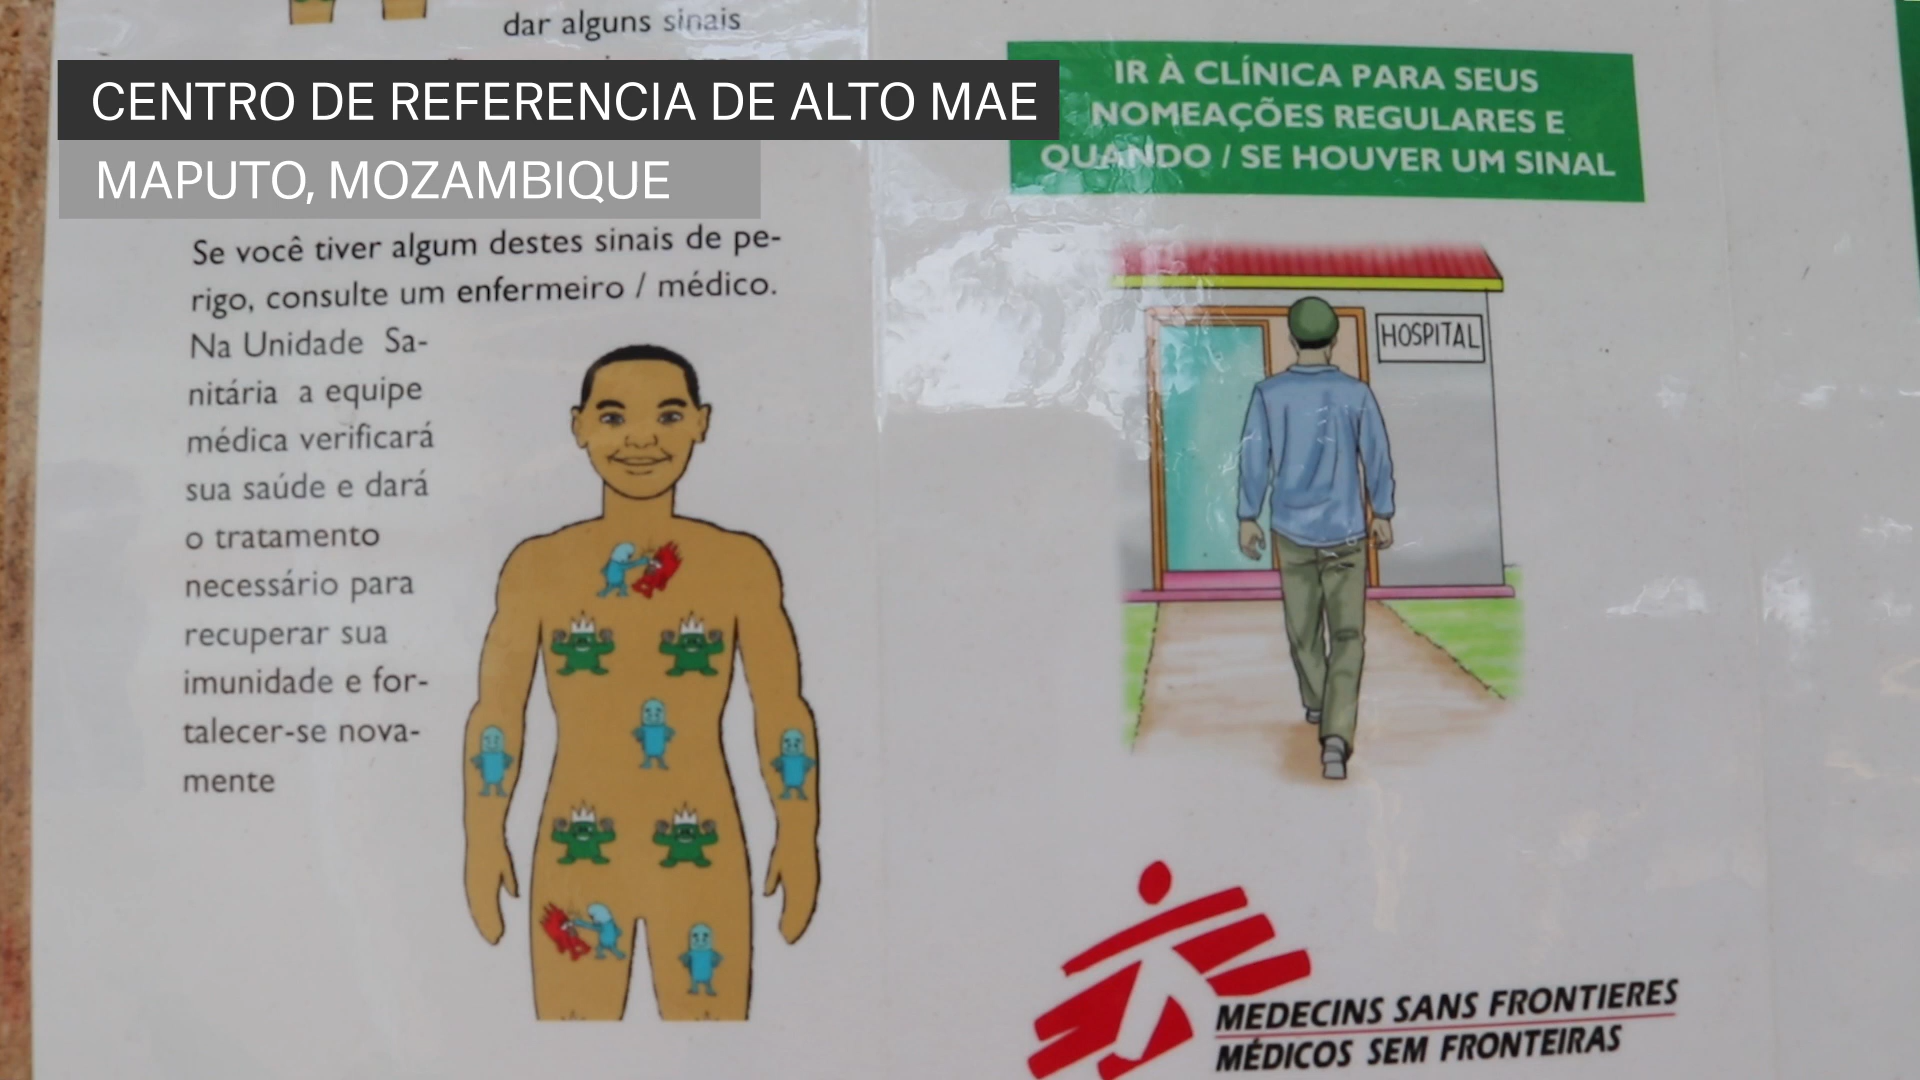 dar alguns sinais
CENTRO DE REFERENCIA DE ALTO MAE
MAPUTO, MOZAMBIQUE
Se você tiver algum destes sinais de pe-
rigo, consulte um enfermeiro / médico.
Na Unidade Sa-
nitária a equipe
médica verificará
sua saúde e dará
o tratamento
necessário para
recuperar sua
imunidade e for-
talecer-se nova-
mente
IR À CLÍNICA PARA SEUS
NOMEAÇÕES REGULARES E
QUANDO / SE HOUVER UM SINAL
HOSPITAL
MEDECINS SANS FRONTIERES
MÉDICOS SEM FRONTEIRAS